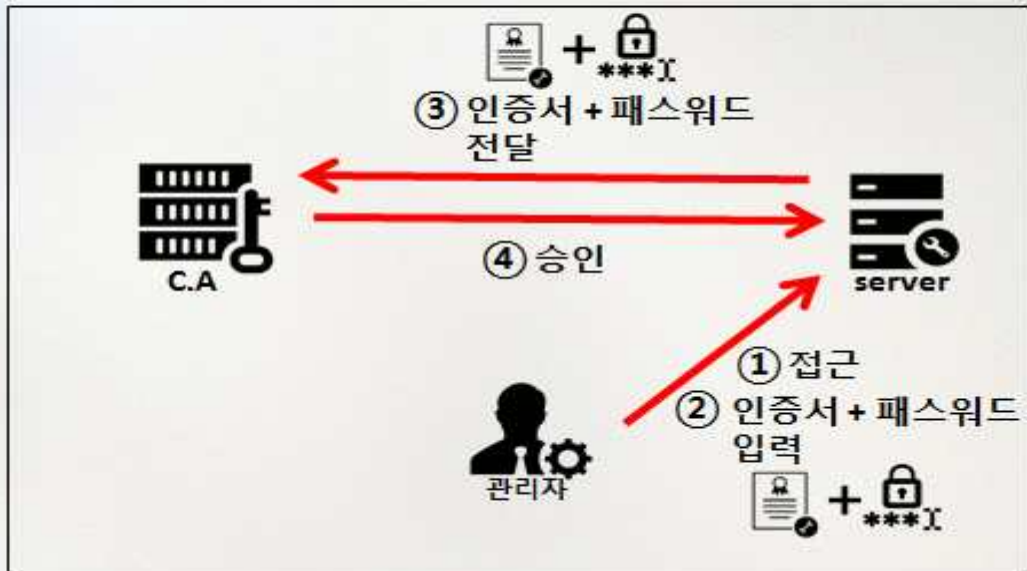 ***
③ 인증서 + 패스워드
전달
④ 승인
C.A
server
① 접근
② 인증서 + 패스워드
입력
관리자
***